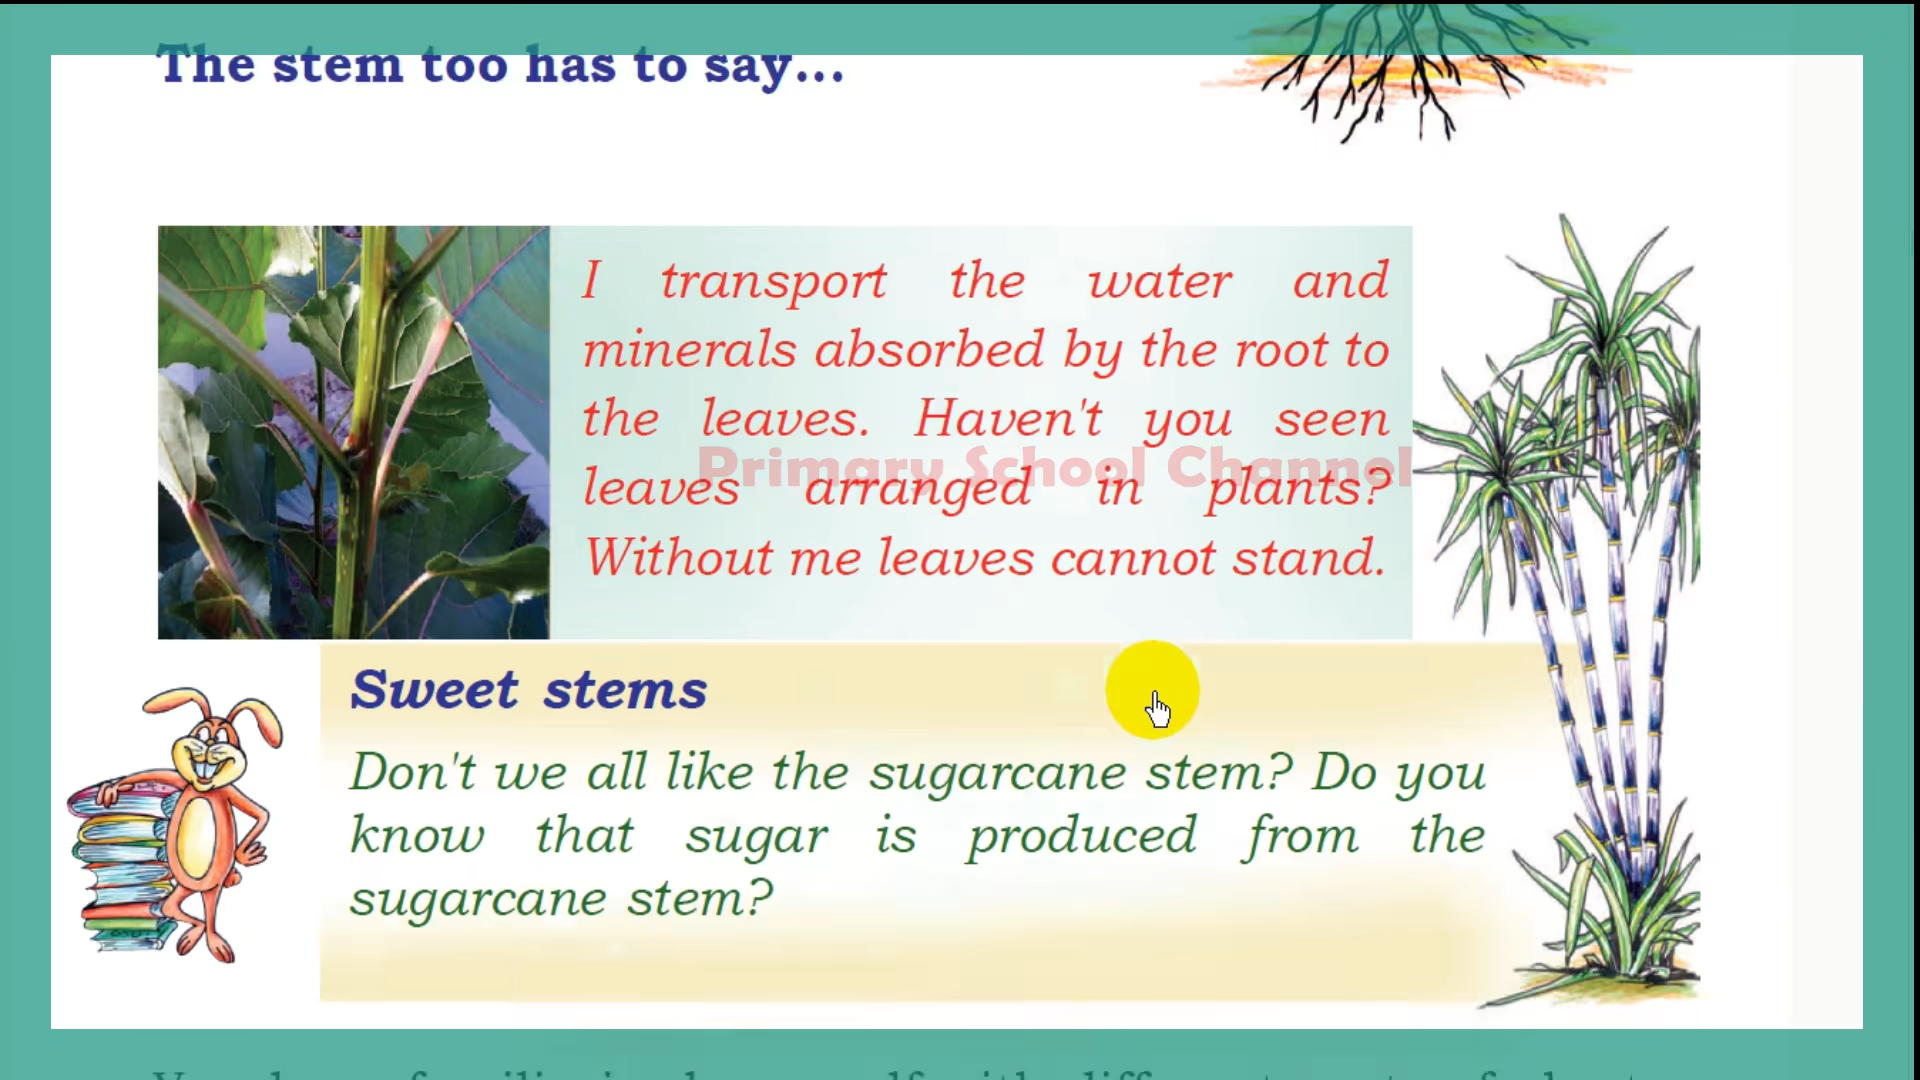 The stem too has to say...
I transport the water and
minerals absorbed by the root to
the leaves. Haven't you seen
Primary School Channel
leaves arranged in plants?
Without me leaves cannot stand.
Sweet stems
Don't we all like the sugarcane stem? Do you
know that sugar is produced from the
sugarcane stem?